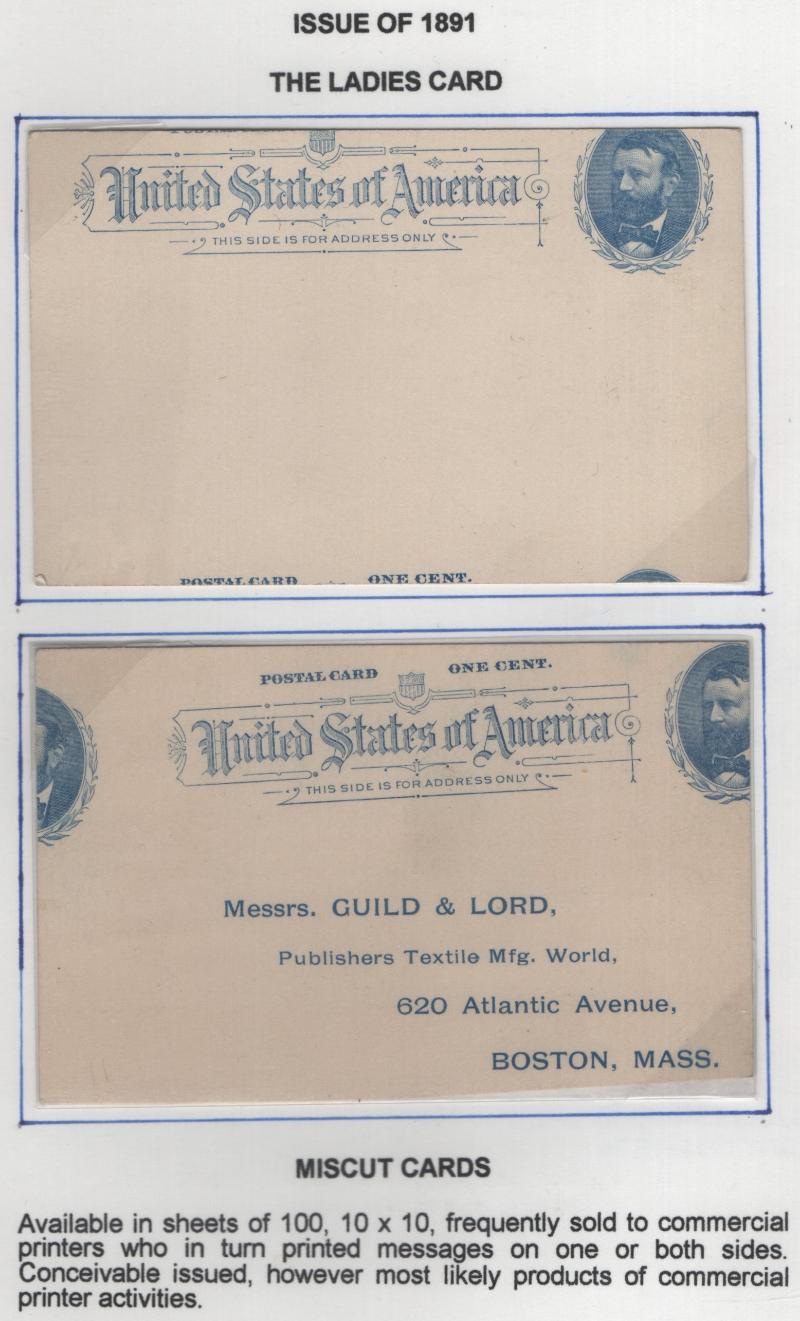 ISSUE OF 1891
THE LADIES CARD
United States of America
THIS SIDE IS FOR ADDRESS ONLY
POSTAL CARD ONE CENT.
POSTAL CARD ONE CENT.
United States of America
THIS SIDE IS FOR ADDRESS ONLY
Messrs. GUILD & LORD,
Publishers Textile Mfg. World,
620 Atlantic Avenue,
BOSTON, MASS.
MISCUT CARDS
Available in sheets of 100, 10 x 10, frequently sold to commercial
printers who in turn printed messages on one or both sides.
Conceivable issued, however most likely products of commercial
printer activities.